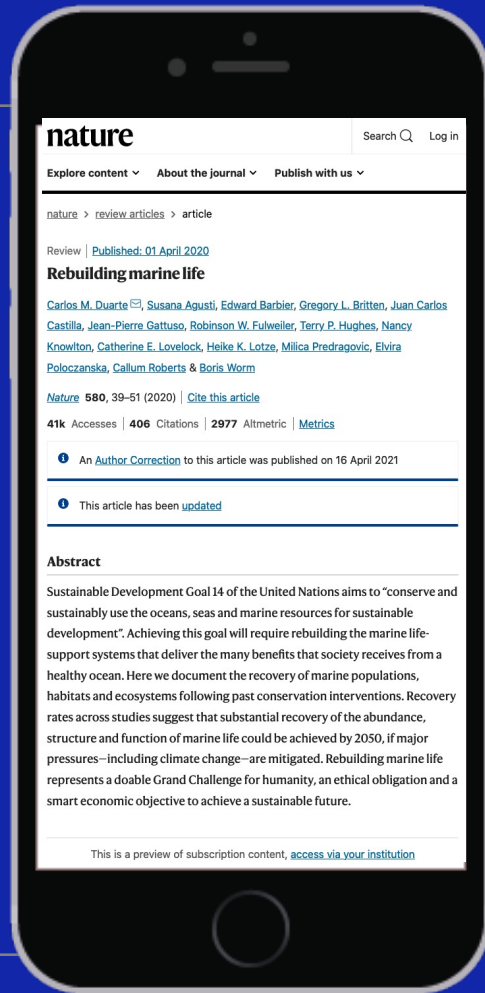 nature
Search Log in
Explore content About the journal Publish with us
nature > review articles > article
Review | Published: 01 April 2020
Rebuilding marine life
Carlos M. Duarte, Susana Agusti, Edward Barbier, Gregory L. Britten, Juan Carlos
Castilla, Jean-Pierre Gattuso, Robinson W. Fulweiler, Terry P. Hughes, Nancy
Knowlton, Catherine E. Lovelock, Heike K. Lotze, Milica Predragovic, Elvira
Poloczanska, Callum Roberts & Boris Worm
Nature 580, 39–51 (2020) | Cite this article
41k Accesses | 406 Citations | 2977 Altmetric | Metrics
An Author Correction to this article was published on 16 April 2021
This article has been updated
Abstract
Sustainable Development Goal 14 of the United Nations aims to “conserve and
sustainably use the oceans, seas and marine resources for sustainable
development”. Achieving this goal will require rebuilding the marine life-
support systems that deliver the many benefits that society receives from a
healthy ocean. Here we document the recovery of marine populations,
habitats and ecosystems following past conservation interventions. Recovery
rates across studies suggest that substantial recovery of the abundance,
structure and function of marine life could be achieved by 2050, if major
pressures—including climate change—are mitigated. Rebuilding marine life
represents a doable Grand Challenge for humanity, an ethical obligation and a
smart economic objective to achieve a sustainable future.
This is a preview of subscription content, access via your institution